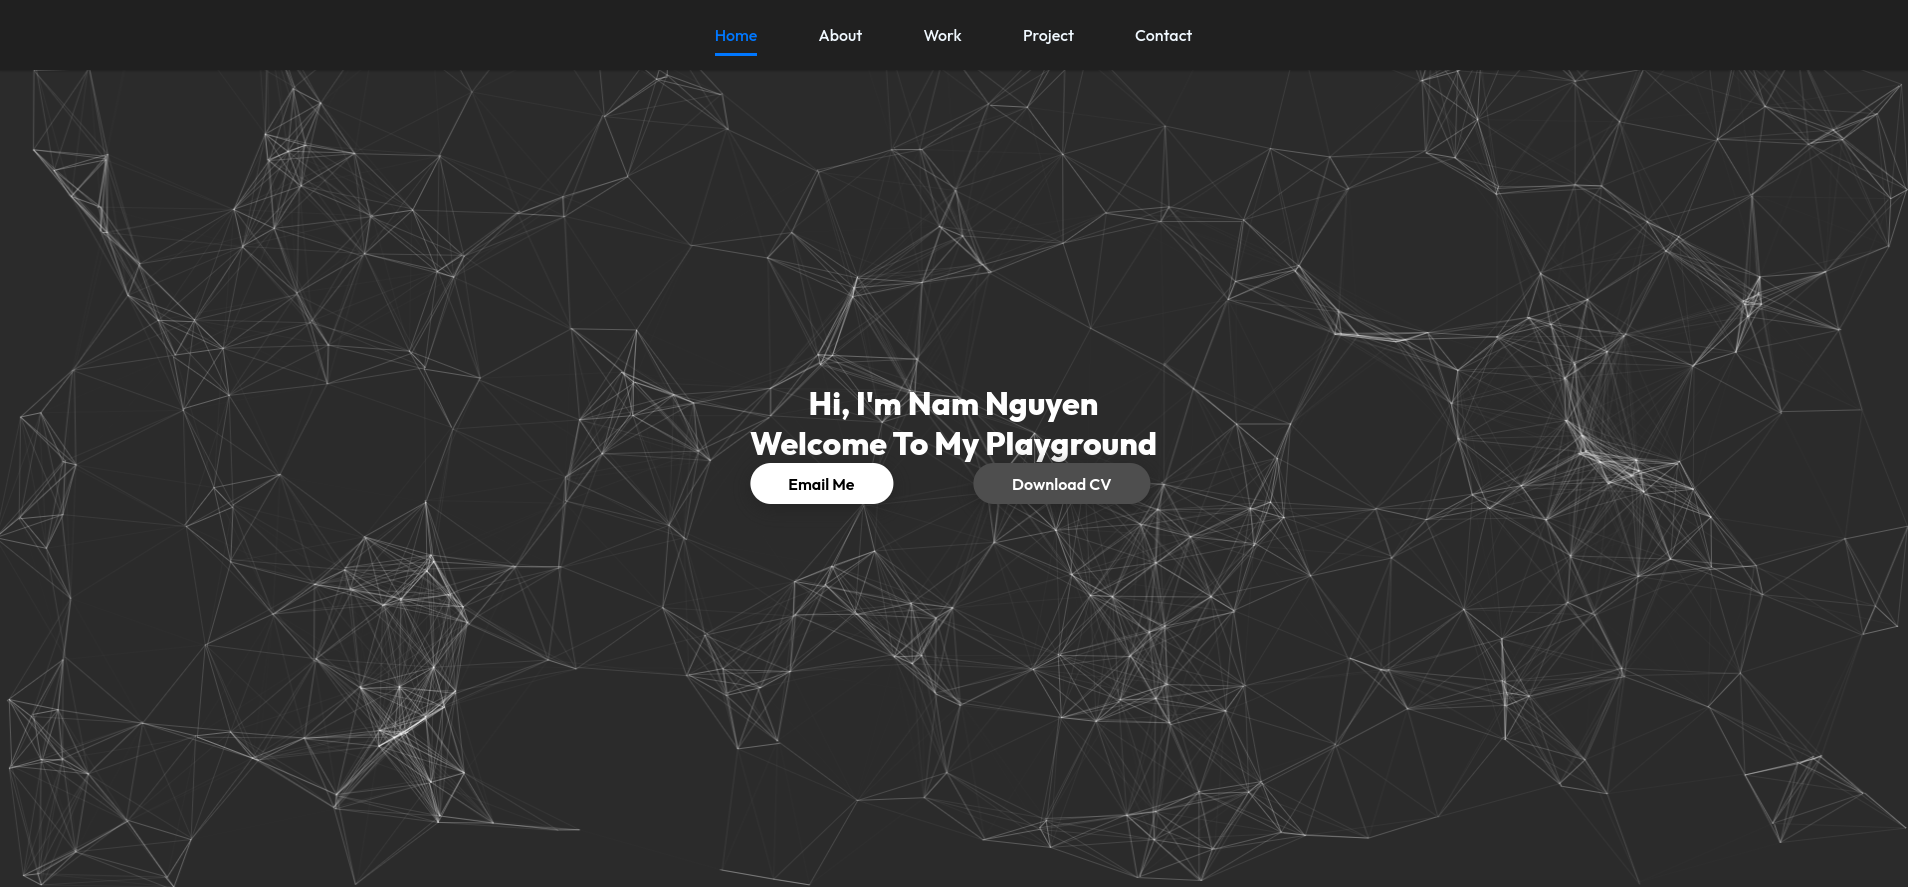 Home About Work Project Contact
Hi, I'm Nam Nguyen
Welcome To My Playground
Email Me Download CV